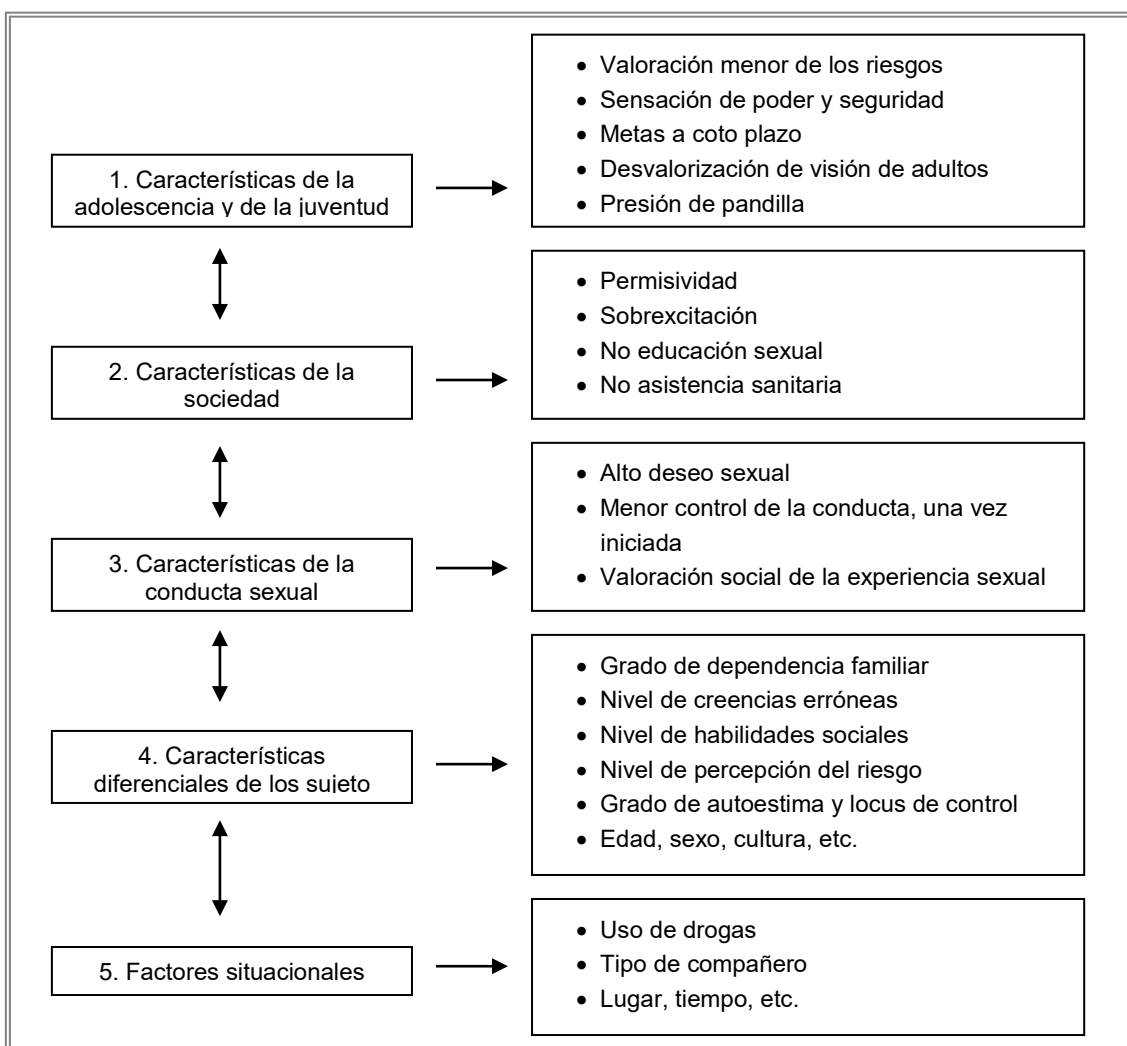 1. Características de la
adolescencia y de la juventud
• Valoración menor de los riesgos
• Sensación de poder y seguridad
• Metas a coto plazo
• Desvalorización de visión de adultos
• Presión de pandilla
2. Características de la
sociedad
• Permisividad
• Sobrexcitación
• No educación sexual
• No asistencia sanitaria
3. Características de la
conducta sexual
• Alto deseo sexual
• Menor control de la conducta, una vez
iniciada
• Valoración social de la experiencia sexual
4. Características
diferenciales de los sujeto
• Grado de dependencia familiar
• Nivel de creencias erróneas
• Nivel de habilidades sociales
• Nivel de percepción del riesgo
• Grado de autoestima y locus de control
• Edad, sexo, cultura, etc.
5. Factores situacionales
• Uso de drogas
• Tipo de compañero
• Lugar, tiempo, etc.